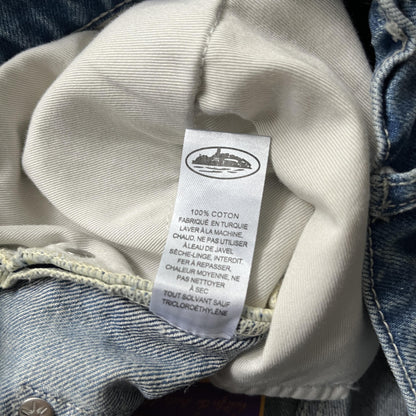 100% COTON
FABRIQUÉ EN TURQUIE
LAVER À LA MACHINE,
CHAUD, NE PAS UTILISER
À L'EAU DE JAVEL
SÈCHE-LINGE, INTERDIT.
FER À REPASSER,
CHALEUR MOYENNE, NE
PAS NETTOYER
À SEC
TOUT SOLVANT SAUF
TRICLOROÉTHYLÈNE